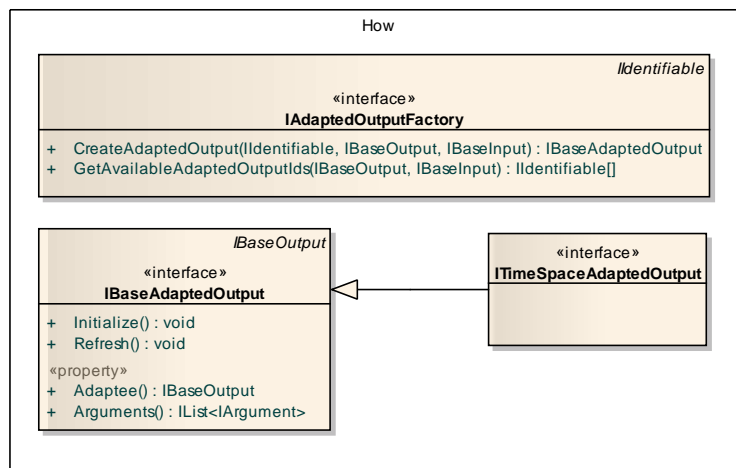 How
IIdentifiable
«interface»
IAdaptedOutputFactory
+ CreateAdaptedOutput(IIdentifiable, IBaseOutput, IBaseInput) : IBaseAdaptedOutput
+ GetAvailableAdaptedOutputIds(IBaseOutput, IBaseInput) : IIdentifiable[]
IBaseOutput
«interface»
IBaseAdaptedOutput
+ Initialize() : void
+ Refresh() : void
«property»
+ Adaptee() : IBaseOutput
+ Arguments() : IList<IArgument>
«interface»
ITimeSpaceAdaptedOutput